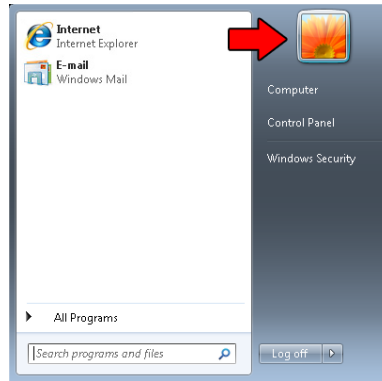 Internet
Internet Explorer
E-mail
Windows Mail
All Programs
Search programs and files
Computer
Control Panel
Windows Security
Log off